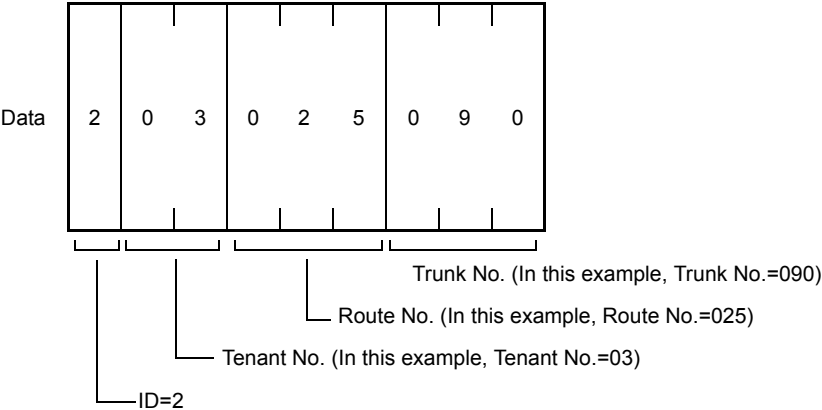 Data 2 0 3 0 2 5 0 9 0
Trunk No. (In this example, Trunk No.=090)
Route No. (In this example, Route No.=025)
Tenant No. (In this example, Tenant No.=03)
ID=2